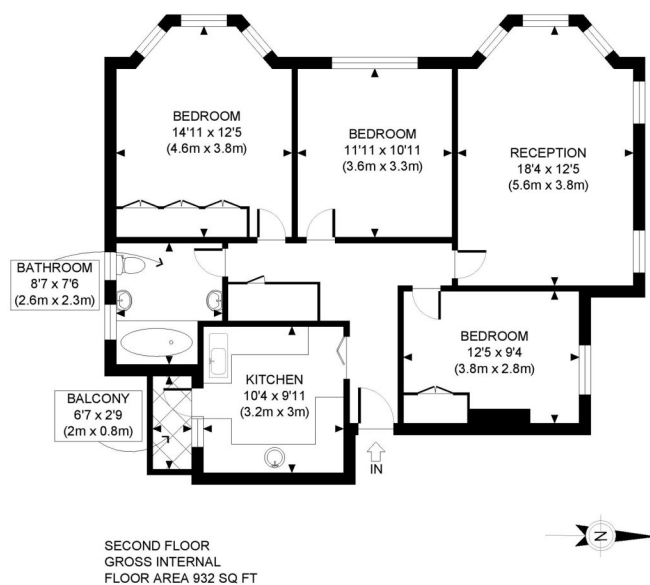 BEDROOM
14'11 x 12'5
(4.6m x 3.8m)
BEDROOM
11'11 x 10'11
(3.6m x 3.3m)
RECEPTION
18'4 x 12'5
(5.6m x 3.8m)
BATHROOM
8'7 x 7'6
(2.6m x 2.3m)
BEDROOM
12'5 x 9'4
(3.8m x 2.8m)
KITCHEN
10'4 x 9'11
(3.2m x 3m)
BALCONY
6'7 x 2'9
(2m x 0.8m)
IN
N
SECOND FLOOR
GROSS INTERNAL
FLOOR AREA 932 SQ FT